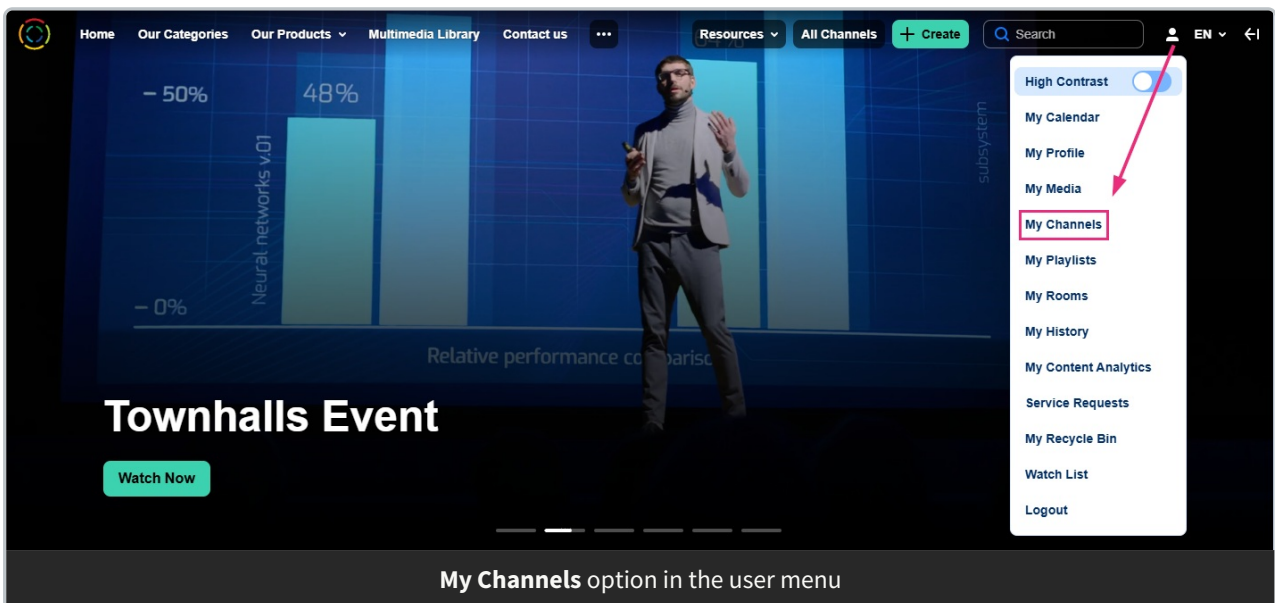 Home Our Categories Our Products Multimedia Library Contact us ••• Resources All Channels + Create Search EN
High Contrast
My Calendar
My Profile
My Media
My Channels
My Playlists
My Rooms
My History
My Content Analytics
Service Requests
My Recycle Bin
Watch List
Logout
– 50%
48%
64%
Neural networks v.01
subsystem
– 0%
Relative performance co parisc
Townhalls Event
Watch Now
My Channels option in the user menu